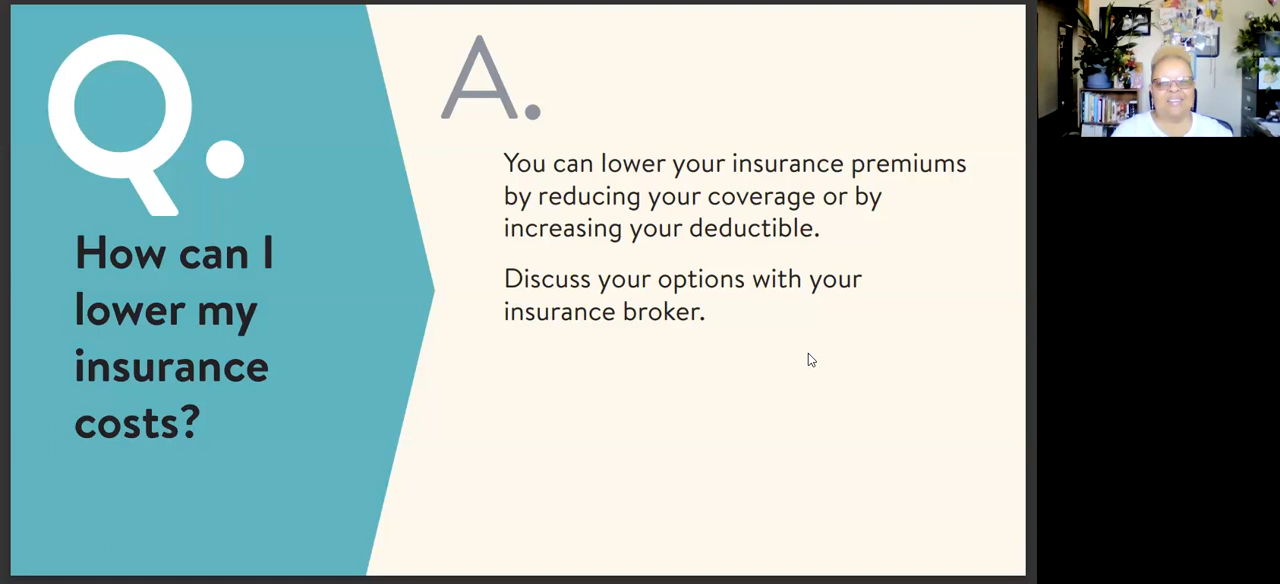 Q.
How can I
lower my
insurance
costs?
A.
You can lower your insurance premiums
by reducing your coverage or by
increasing your deductible.
Discuss your options with your
insurance broker.